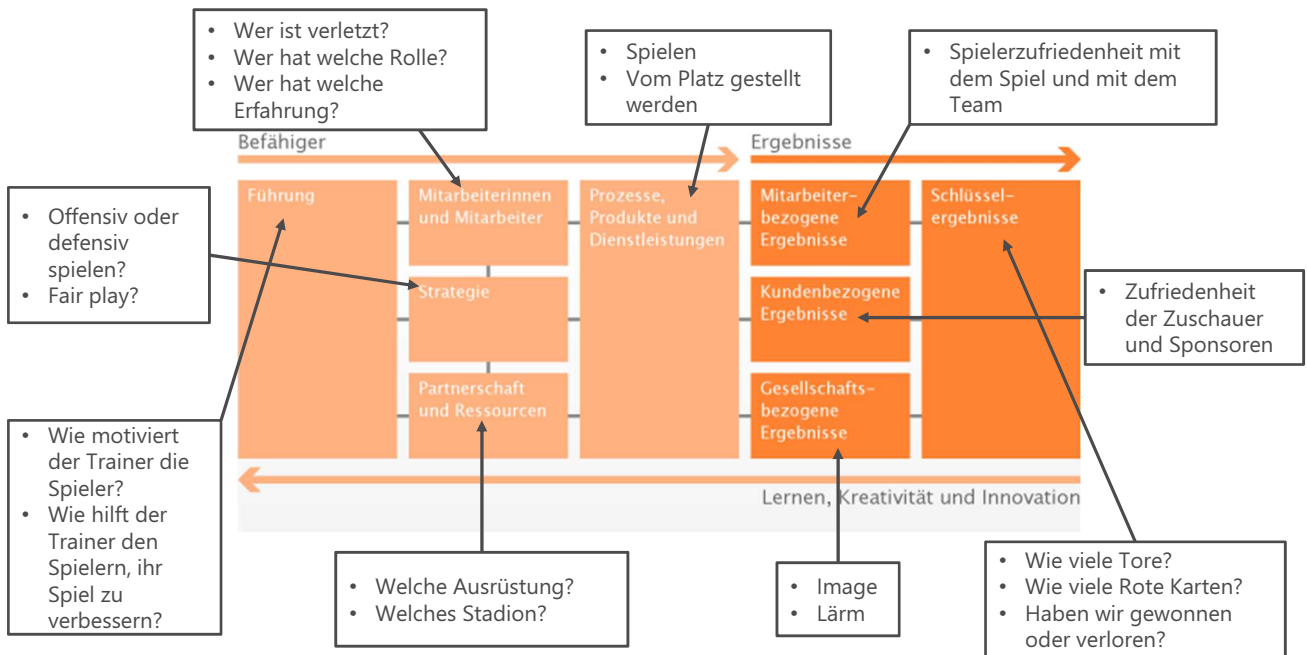 • Wer ist verletzt?
• Wer hat welche Rolle?
• Wer hat welche
Erfahrung?
• Spielen
• Vom Platz gestellt
werden
• Spielerzufriedenheit mit
dem Spiel und mit dem
Team
Befähiger
Ergebnisse
• Offensiv oder
defensiv
spielen?
• Fair play?
Führung
Mitarbeiterinnen
und Mitarbeiter
Prozesse,
Produkte und
Dienstleistungen
Mitarbeiter-
bezogene
Ergebnisse
Schlüssel-
ergebnisse
Strategie
Kundenbezogene
Ergebnisse
• Zufriedenheit
der Zuschauer
und Sponsoren
Partnerschaft
und Ressourcen
Gesellschafts-
bezogene
Ergebnisse
• Wie motiviert
der Trainer die
Spieler?
• Wie hilft der
Trainer den
Spielern, ihr
Spiel zu
verbessern?
Lernen, Kreativität und Innovation
• Welche Ausrüstung?
• Welches Stadion?
• Image
• Lärm
• Wie viele Tore?
• Wie viele Rote Karten?
• Haben wir gewonnen
oder verloren?